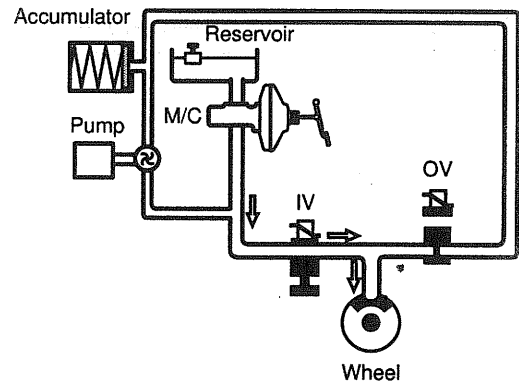 Accumulator
Reservoir
M/C
Pump
IV
OV
Wheel